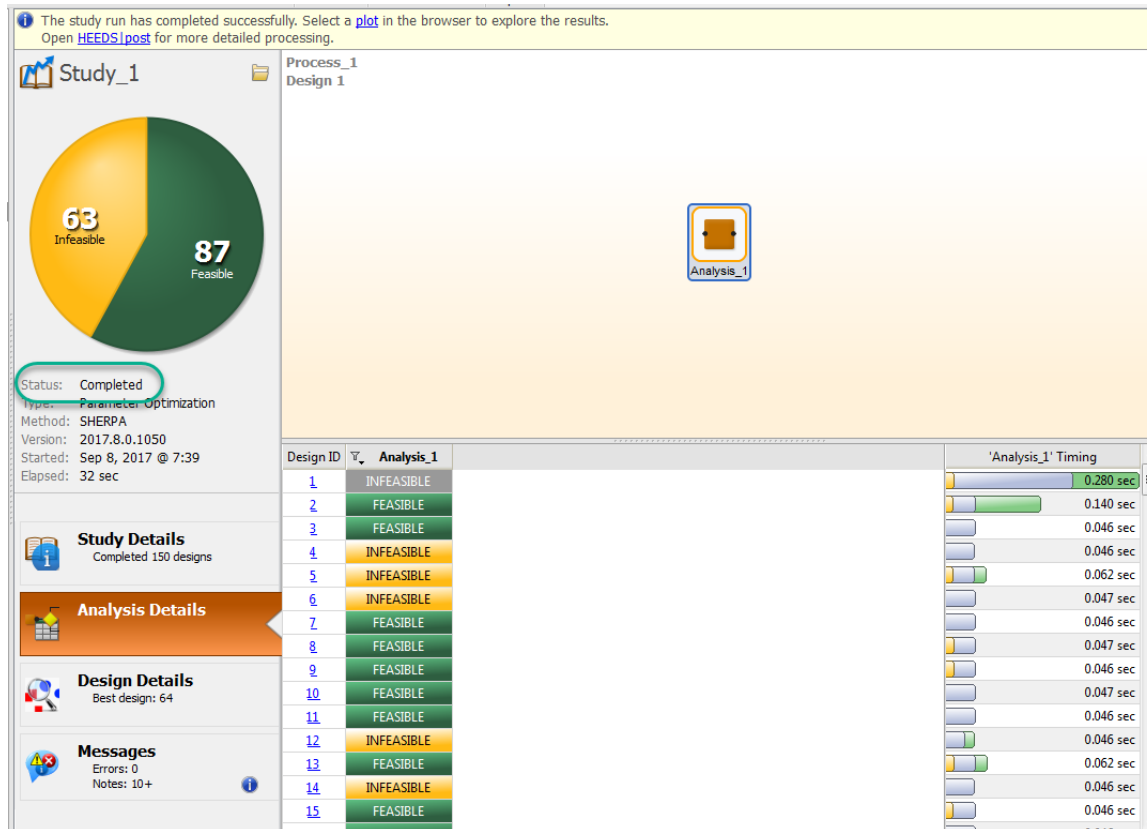 The study run has completed successfully. Select a plot in the browser to explore the results.
Open HEEDS|post for more detailed processing.
Study_1
63
Infeasible
87
Feasible
Status: Completed
Type: Parameter Optimization
Method: SHERPA
Version: 2017.8.0.1050
Started: Sep 8, 2017 @ 7:39
Elapsed: 32 sec
Study Details
Completed 150 designs
Analysis Details
Design Details
Best design: 64
Messages
Errors: 0
Notes: 10+
Process_1
Design 1
Analysis_1
Design ID Analysis_1 'Analysis_1' Timing
1 INFEASIBLE 0.280 sec
2 FEASIBLE 0.140 sec
3 FEASIBLE 0.046 sec
4 INFEASIBLE 0.046 sec
5 INFEASIBLE 0.062 sec
6 INFEASIBLE 0.047 sec
7 FEASIBLE 0.046 sec
8 FEASIBLE 0.047 sec
9 FEASIBLE 0.046 sec
10 FEASIBLE 0.047 sec
11 FEASIBLE 0.046 sec
12 INFEASIBLE 0.046 sec
13 FEASIBLE 0.062 sec
14 INFEASIBLE 0.046 sec
15 FEASIBLE 0.046 sec